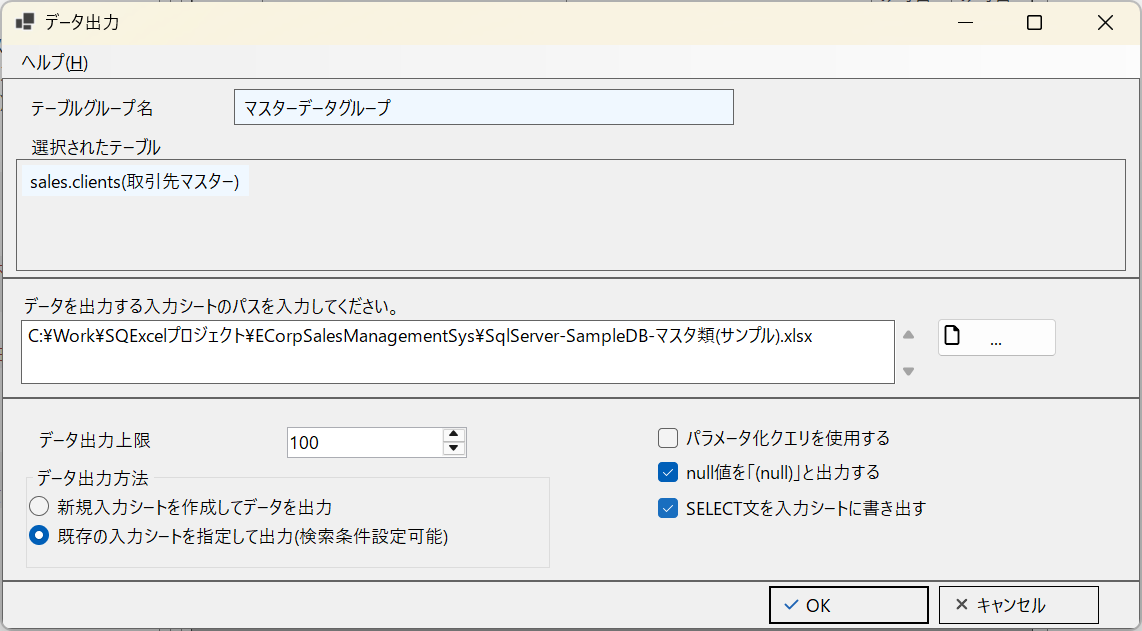 データ出力
ヘルプ(H)
テーブルグループ名
マスターデータグループ
選択されたテーブル
sales.clients(取引先マスター)
データを出力する入力シートのパスを入力してください。
C:¥Work¥SQExcelプロジェクト¥ECorpSalesManagementSys¥SqlServer-SampleDB-マスタ類(サンプル).xlsx
...
データ出力上限
100
データ出力方法
新規入力シートを作成してデータを出力
既存の入力シートを指定して出力(検索条件設定可能)
パラメータ化クエリを使用する
null値を「(null)」と出力する
SELECT文を入力シートに書き出す
OK
キャンセル